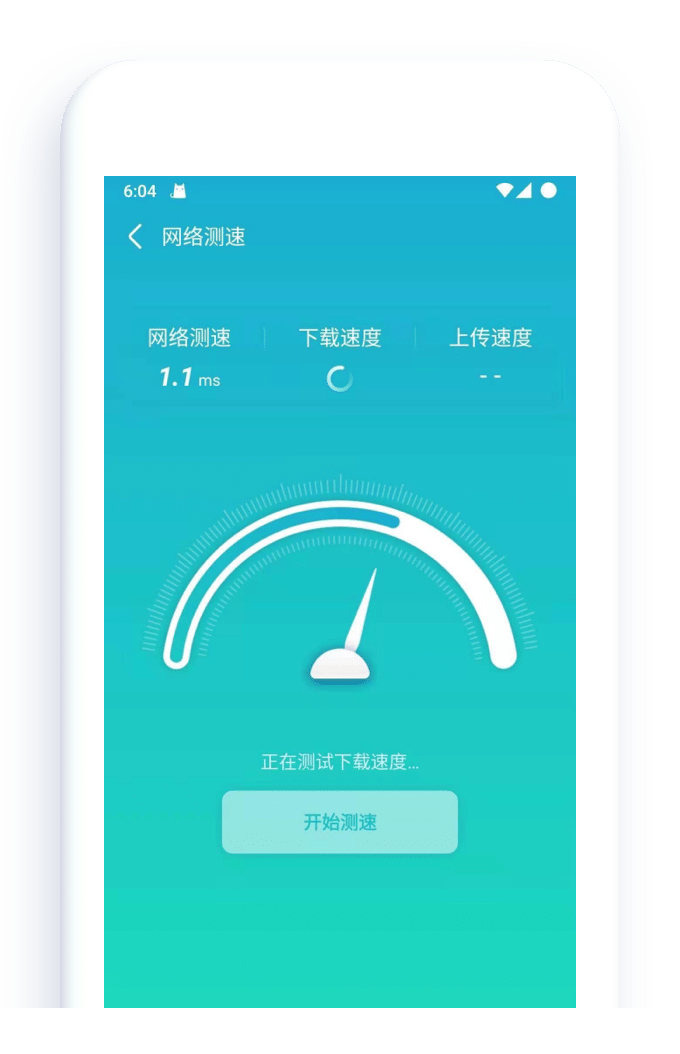 6:04
网络测速
网络测速 下载速度 上传速度
1.1 ms --
正在测试下载速度...
开始测速